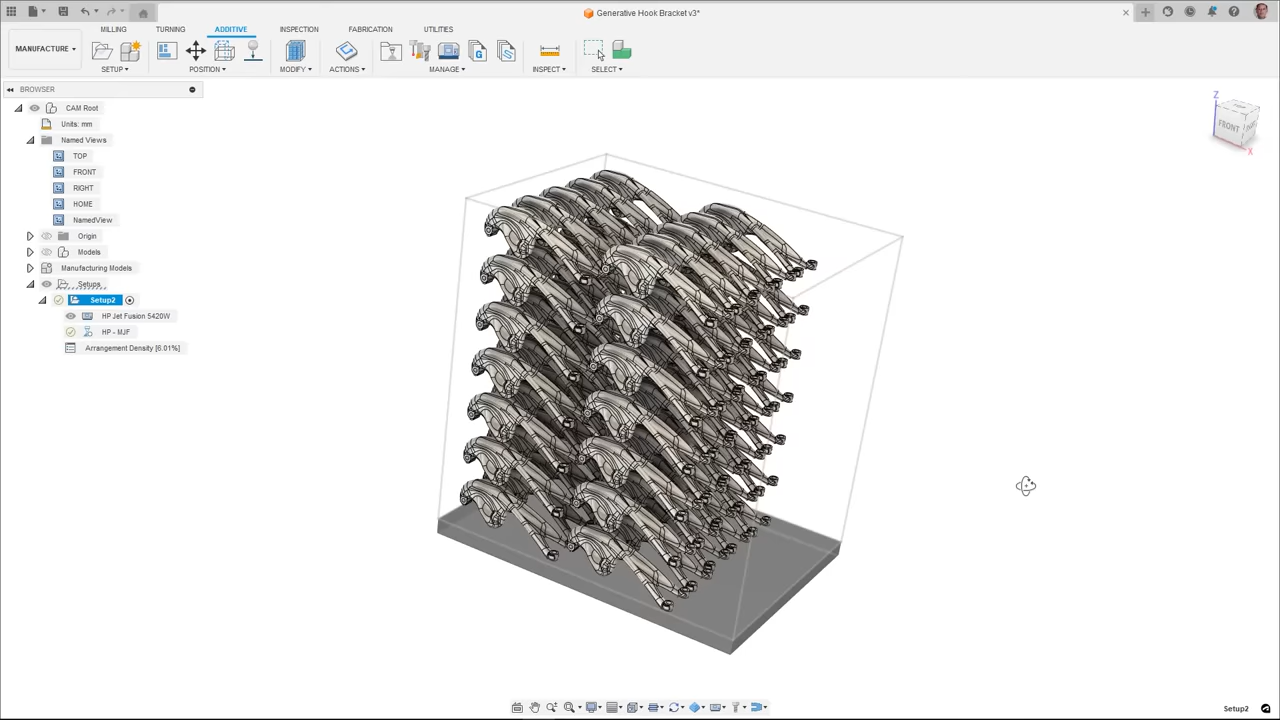 Generative Hook Bracket v3*
MANUFACTURE
MILLING TURNING ADDITIVE INSPECTION FABRICATION UTILITIES
SETUP POSITION MODIFY ACTIONS MANAGE INSPECT SELECT
BROWSER
CAM Root
Units: mm
Named Views
TOP
FRONT
RIGHT
HOME
NamedView
Origin
Models
Manufacturing Models
Setups
Setup2
HP Jet Fusion 5420W
HP - MJF
Arrangement Density [6.01%]
Z
TOP
FRONT
X
Setup2